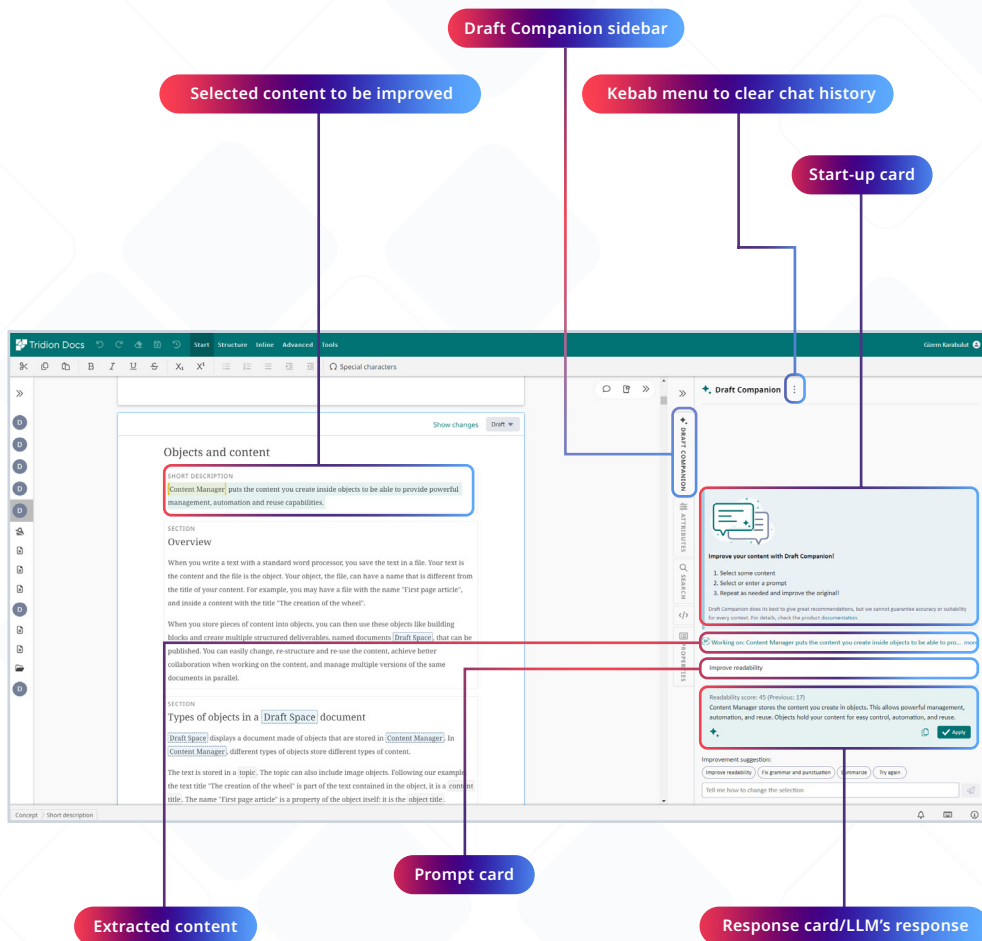 Draft Companion sidebar
Selected content to be improved
Kebab menu to clear chat history
Start-up card
Tridion Docs
Start Structure Inline Advanced Tools
Gizem Karabulut
B I U S X₁ X¹
Ω Special characters
Show changes Draft
Objects and content
SHORT DESCRIPTION
Content Manager puts the content you create inside objects to be able to provide powerful
management, automation and reuse capabilities.
SECTION
Overview
When you write a text with a standard word processor, you save the text in a file. Your text is
the content and the file is the object. Your object, the file, can have a name that is different from
the title of your content. For example, you may have a file with the name "First page article",
and inside a content with the title "The creation of the wheel".
When you store pieces of content into objects, you can then use these objects like building
blocks and create multiple structured deliverables, named documents Draft Space, that can be
published. You can easily change, re-structure and re-use the content, achieve better
collaboration when working on the content, and manage multiple versions of the same
documents in parallel.
SECTION
Types of objects in a Draft Space document
Draft Space displays a document made of objects that are stored in Content Manager. In
Content Manager, different types of objects store different types of content.
The text is stored in a topic. The topic can also include image objects. Following our example
the text title "The creation of the wheel" is part of the text contained in the object, it is a content
title. The name "First page article" is a property of the object itself: it is the object title.
D
D
D
D
D
D
D
DRAFT COMPANION
ATTRIBUTES
SEARCH
</>
PROPERTIES
Draft Companion
Improve your content with Draft Companion!
1. Select some content
2. Select or enter a prompt
3. Repeat as needed and improve the original!
Draft Companion does its best to give great recommendations, but we cannot guarantee accuracy or suitability
for every context. For details, check the product documentation.
Working on: Content Manager puts the content you create inside objects to be able to pro... more
Improve readability
Readability score: 45 (Previous: 17)
Content Manager stores the content you create in objects. This allows powerful management,
automation, and reuse. Objects hold your content for easy control, automation, and reuse.
Apply
Improvement suggestion:
Improve readability Fix grammar and punctuation Summarize Try again
Tell me how to change the selection
Concept Short description
Prompt card
Extracted content
Response card/LLM's response